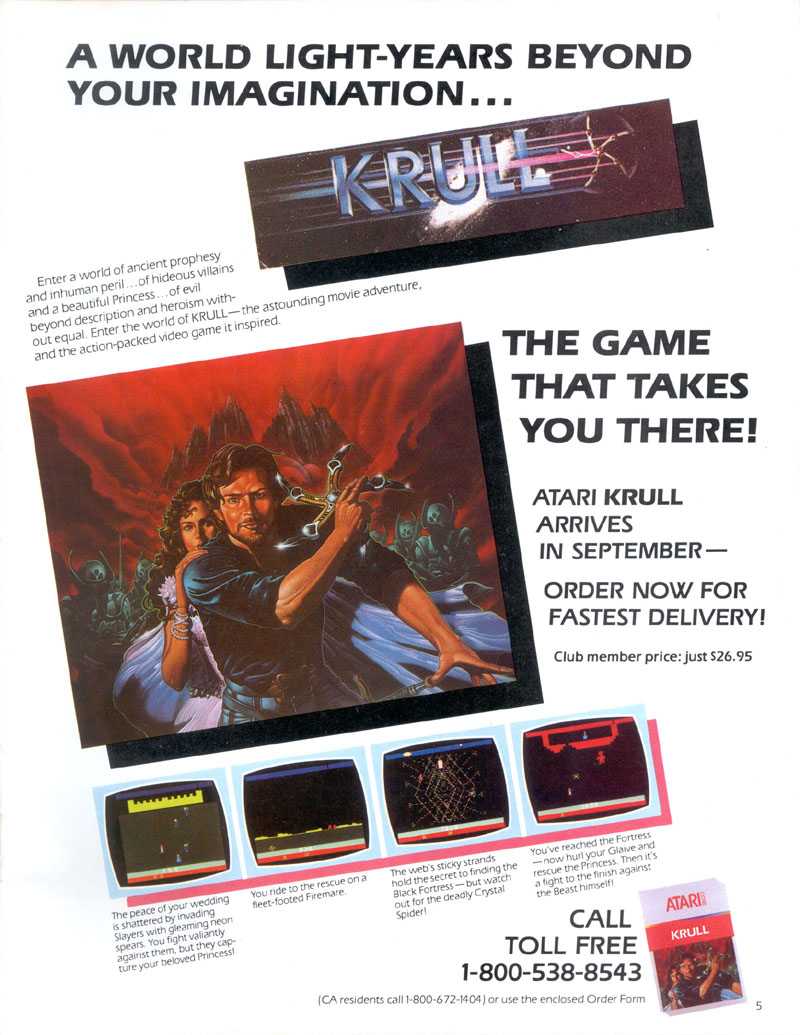 A WORLD LIGHT-YEARS BEYOND
YOUR IMAGINATION...
KRULL
Enter a world of ancient prophesy
and inhuman peril...of hideous villains
and a beautiful Princess...of evil
beyond description and heroism with-
out equal. Enter the world of KRULL—the astounding movie adventure,
and the action-packed video game it inspired.
THE GAME
THAT TAKES
YOU THERE!
ATARI KRULL
ARRIVES
IN SEPTEMBER—
ORDER NOW FOR
FASTEST DELIVERY!
Club member price: just $26.95
The peace of your wedding
is shattered by invading
Slayers with gleaming neon
spears. You fight valiantly
against them, but they cap-
ture your beloved Princess!
You ride to the rescue on a
fleet-footed Firemare.
The web's sticky strands
hold the secret to finding the
Black Fortress—but watch
out for the deadly Crystal
Spider!
You've reached the Fortress
—now hurl your Glaive and
rescue the Princess. Then it's
a fight to the finish against
the Beast himself!
CALL
TOLL FREE
1-800-538-8543
(CA residents call 1-800-672-1404) or use the enclosed Order Form
ATARI
KRULL
5